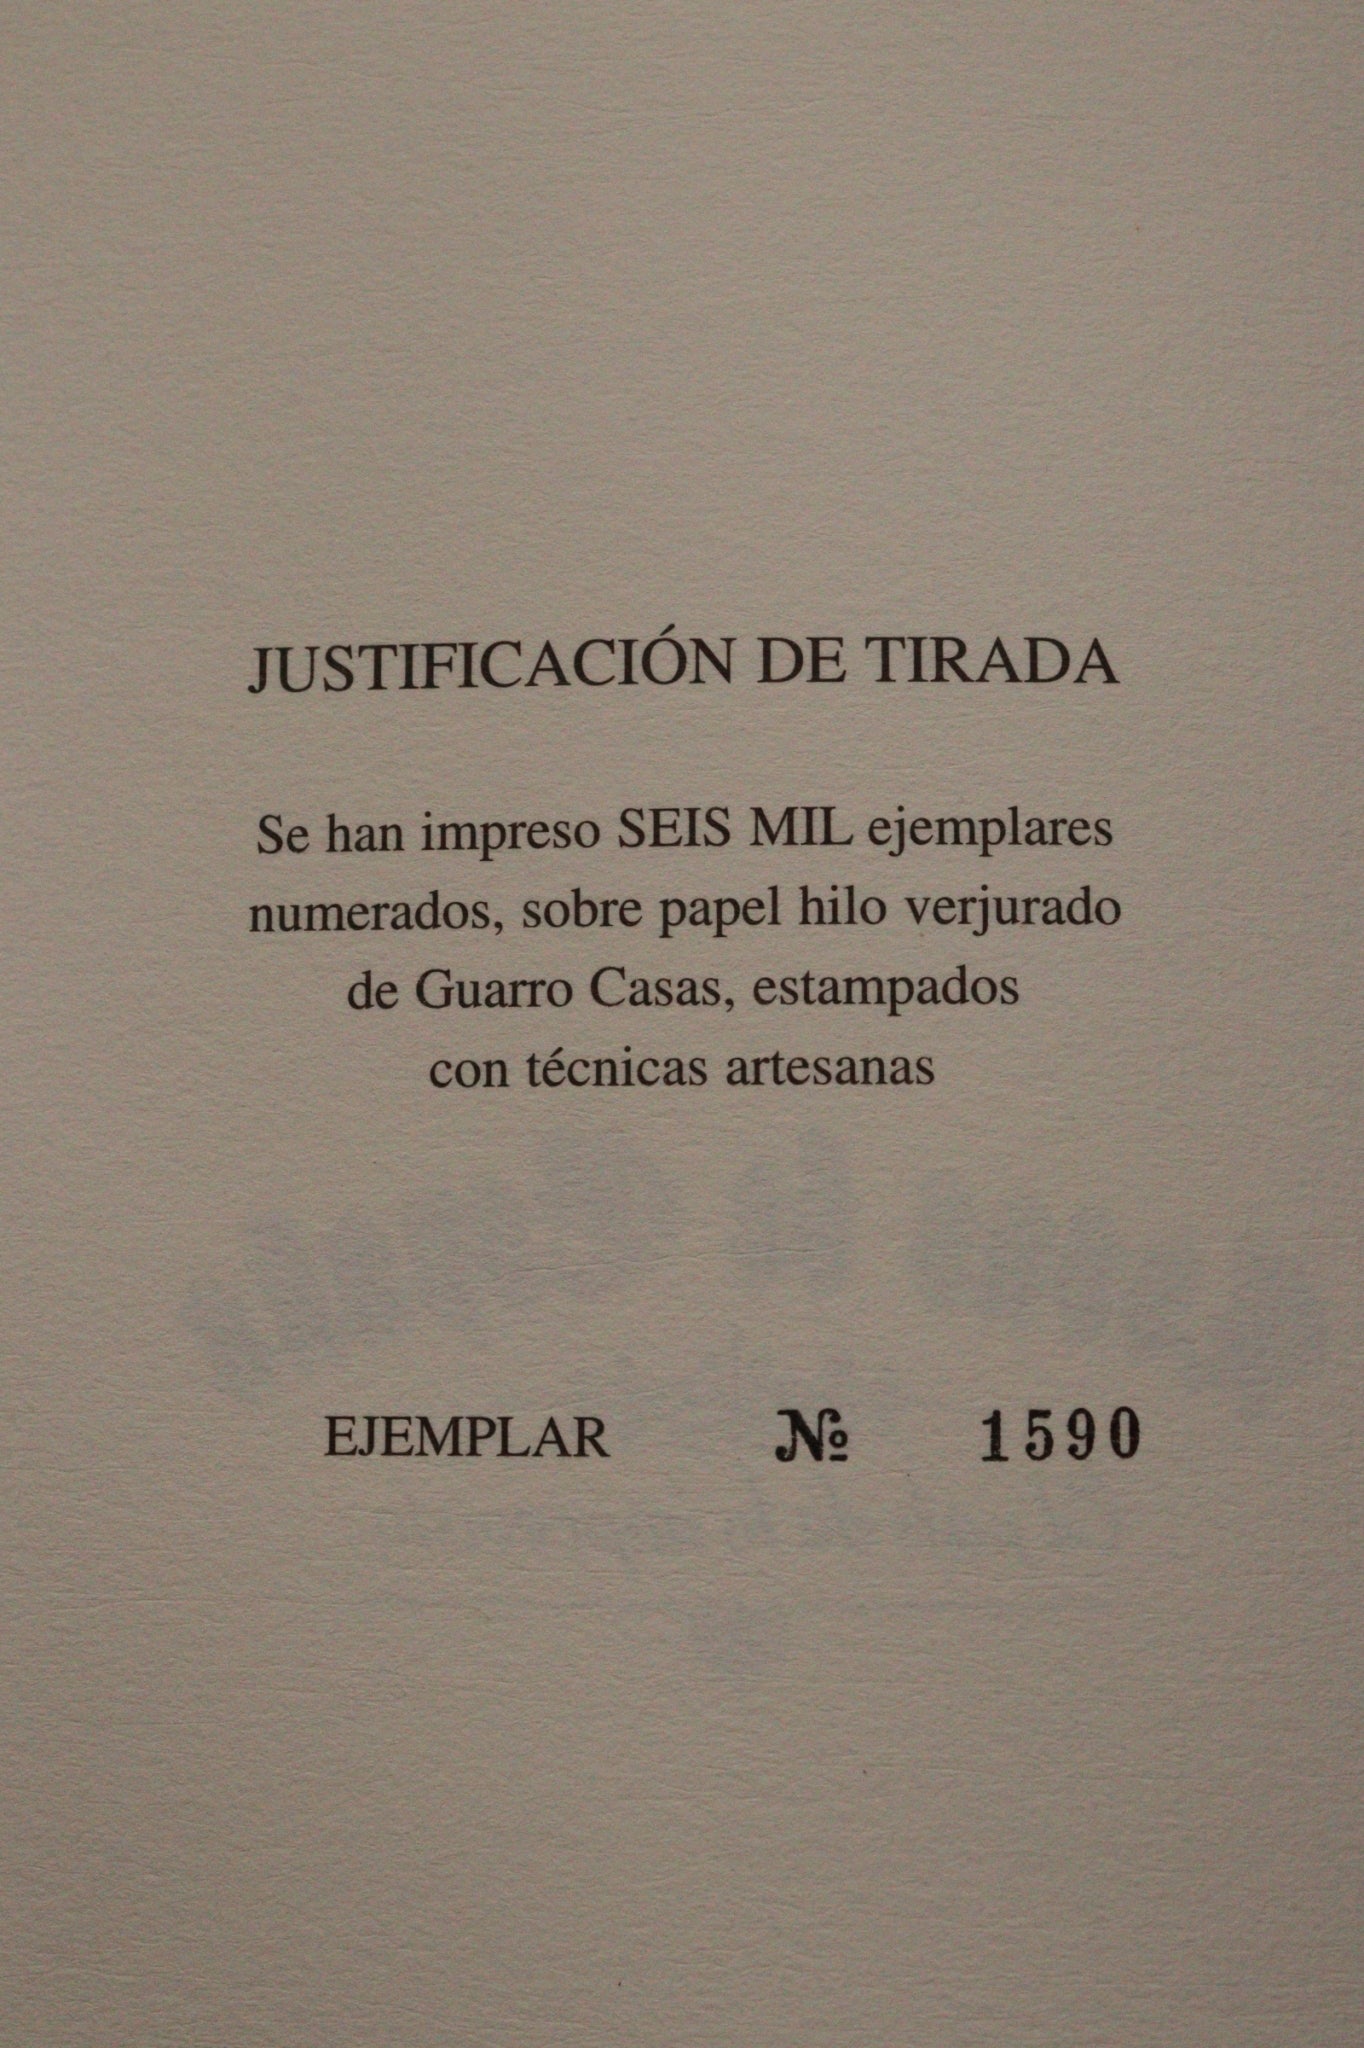 JUSTIFICACIÓN DE TIRADA
Se han impreso SEIS MIL ejemplares
numerados, sobre papel hilo verjurado
de Guarro Casas, estampados
con técnicas artesanas
EJEMPLAR № 1590